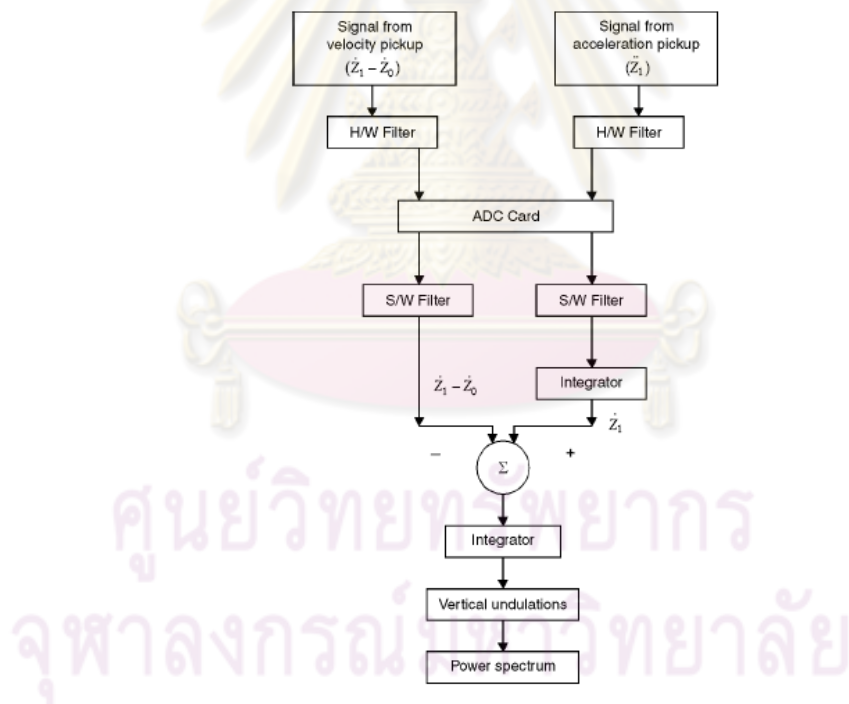 Signal from
velocity pickup
(Ż₁ − Ż₀)
Signal from
acceleration pickup
(Z̈₁)
H/W Filter
H/W Filter
ADC Card
S/W Filter
S/W Filter
Ż₁ − Ż₀
Integrator
Ż₁
−
+
Σ
Integrator
Vertical undulations
Power spectrum
ศูนย์วิทยทรัพยากร
จุฬาลงกรณ์มหาวิทยาลัย